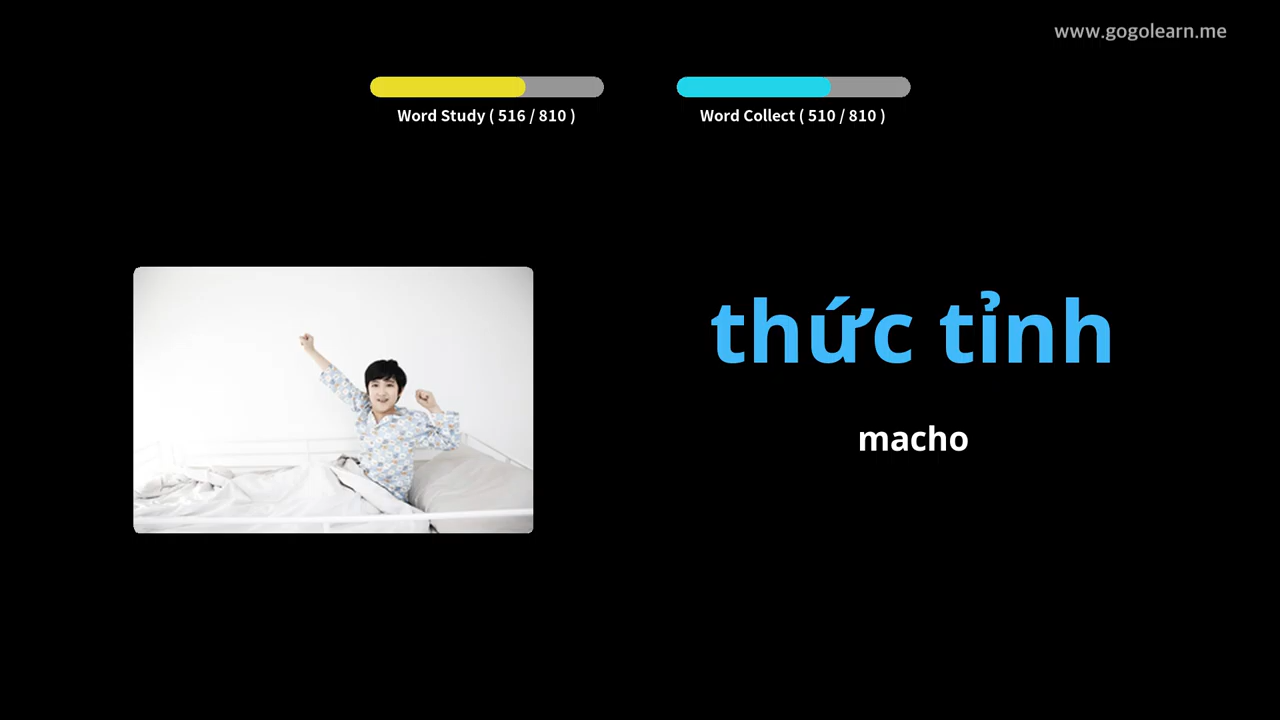 www.gogolearn.me
Word Study ( 516 / 810 )
Word Collect ( 510 / 810 )
thức tỉnh
macho